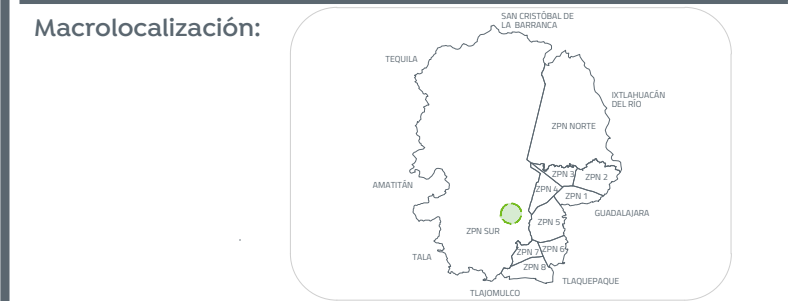 Macrolocalización:
SAN CRISTÓBAL DE
LA BARRANCA
TEQUILA
IXTLAHUACÁN
DEL RÍO
ZPN NORTE
ZPN 3
ZPN 2
AMATITÁN
ZPN 4
ZPN 1
GUADALAJARA
ZPN 5
ZPN SUR
ZPN 7
ZPN 6
TALA
ZPN 8
TLAQUEPAQUE
TLAJOMULCO